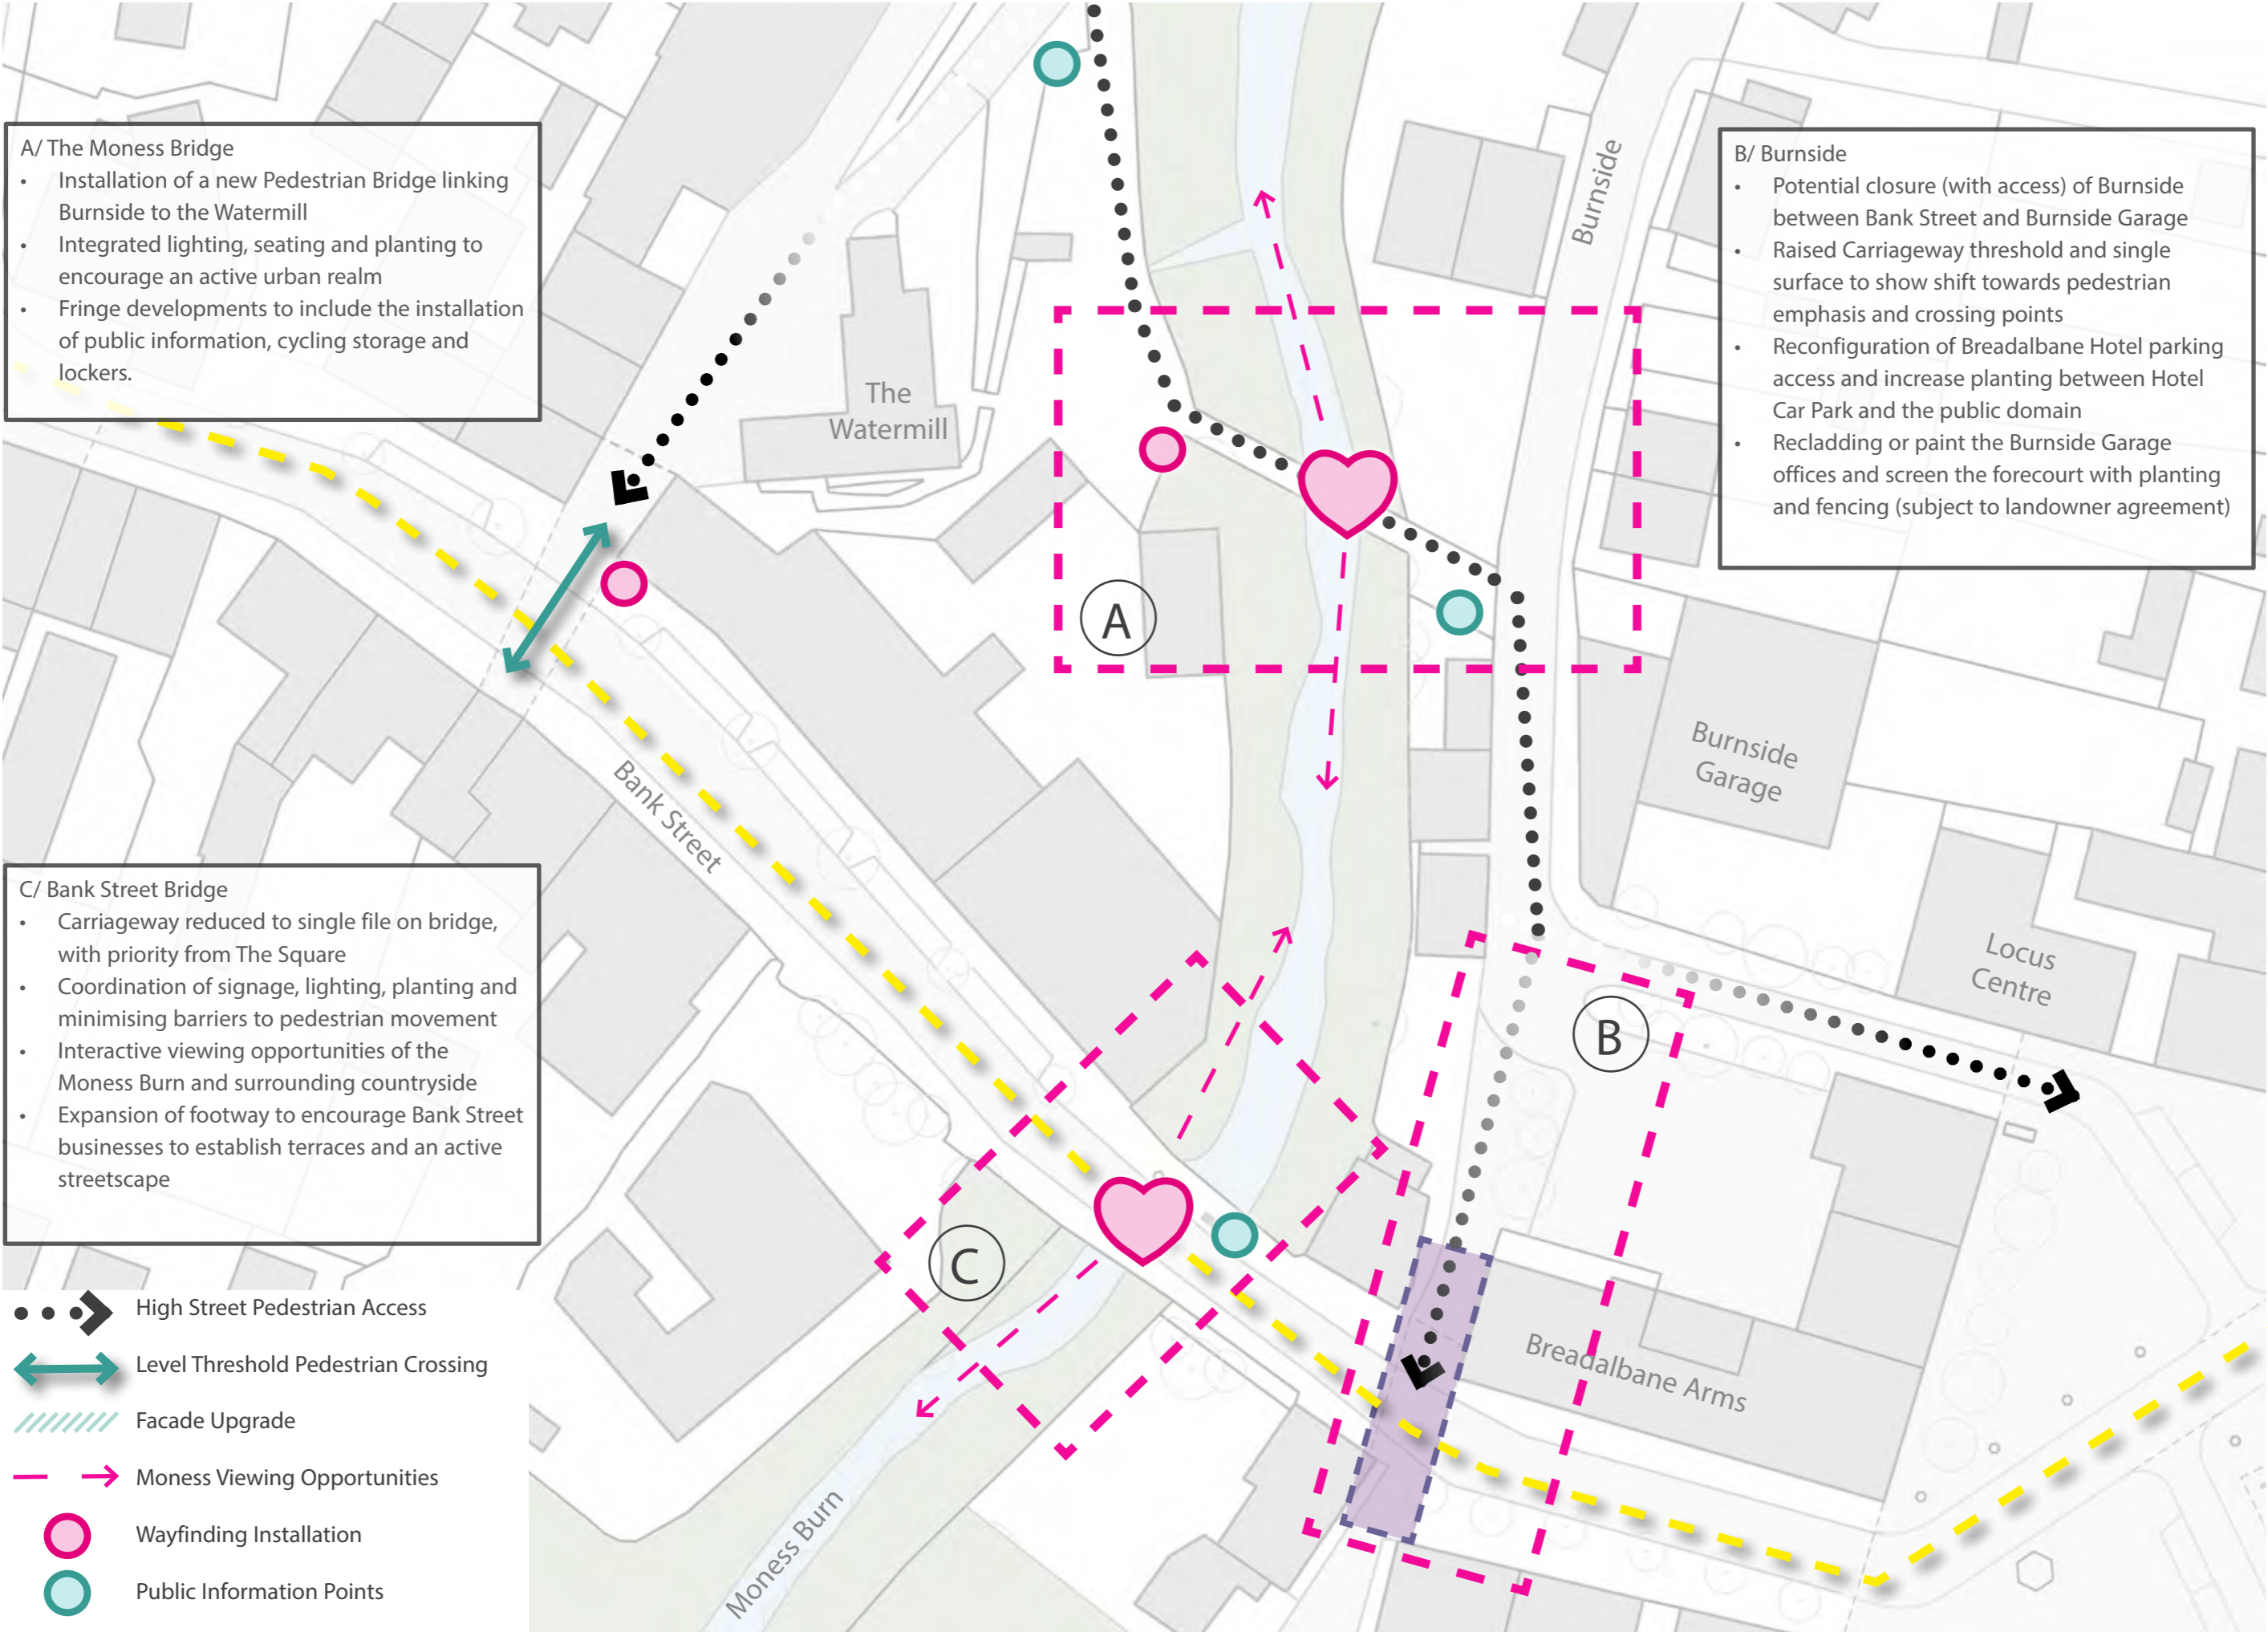 A/ The Moness Bridge
• Installation of a new Pedestrian Bridge linking
Burnside to the Watermill
• Integrated lighting, seating and planting to
encourage an active urban realm
• Fringe developments to include the installation
of public information, cycling storage and
lockers.
B/ Burnside
• Potential closure (with access) of Burnside
between Bank Street and Burnside Garage
• Raised Carriageway threshold and single
surface to show shift towards pedestrian
emphasis and crossing points
• Reconfiguration of Breadalbane Hotel parking
access and increase planting between Hotel
Car Park and the public domain
• Recladding or paint the Burnside Garage
offices and screen the forecourt with planting
and fencing (subject to landowner agreement)
Burnside
The
Watermill
A
Burnside
Garage
Bank Street
C/ Bank Street Bridge
• Carriageway reduced to single file on bridge,
with priority from The Square
• Coordination of signage, lighting, planting and
minimising barriers to pedestrian movement
• Interactive viewing opportunities of the
Moness Burn and surrounding countryside
• Expansion of footway to encourage Bank Street
businesses to establish terraces and an active
streetscape
Locus
Centre
B
C
Breadalbane Arms
Moness Burn
High Street Pedestrian Access
Level Threshold Pedestrian Crossing
Facade Upgrade
Moness Viewing Opportunities
Wayfinding Installation
Public Information Points